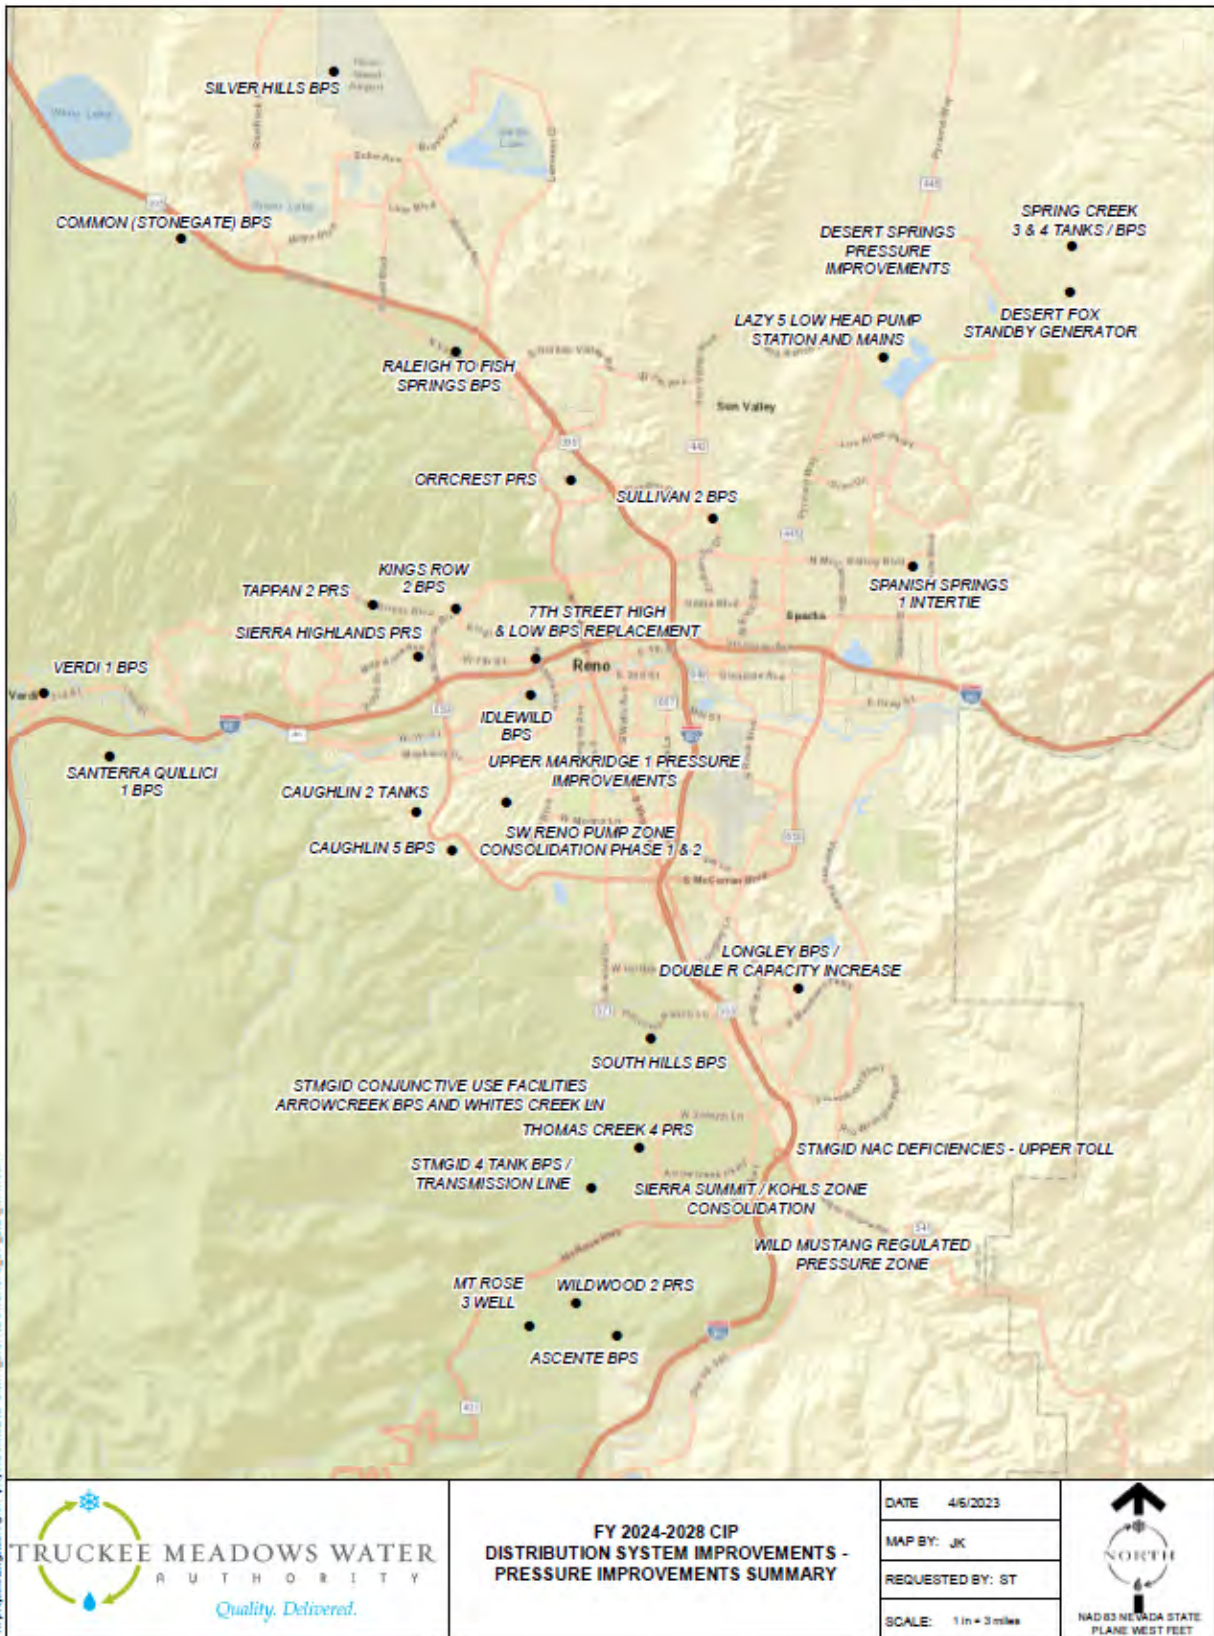 SILVER HILLS BPS
COMMON (STONEGATE) BPS
SPRING CREEK
3 & 4 TANKS / BPS
DESERT SPRINGS
PRESSURE
IMPROVEMENTS
DESERT FOX
STANDBY GENERATOR
LAZY 5 LOW HEAD PUMP
STATION AND MAINS
RALEIGH TO FISH
SPRINGS BPS
Sun Valley
ORRCREST PRS
SULLIVAN 2 BPS
KINGS ROW
2 BPS
TAPPAN 2 PRS
SPANISH SPRINGS
1 INTERTIE
7TH STREET HIGH
& LOW BPS REPLACEMENT
Sparks
SIERRA HIGHLANDS PRS
Reno
VERDI 1 BPS
Verdi
IDLEWILD
BPS
SANTERRA QUILLICI
1 BPS
UPPER MARKRIDGE 1 PRESSURE
IMPROVEMENTS
CAUGHLIN 2 TANKS
SW RENO PUMP ZONE
CONSOLIDATION PHASE 1 & 2
CAUGHLIN 5 BPS
S McCarran Blvd
LONGLEY BPS /
DOUBLE R CAPACITY INCREASE
SOUTH HILLS BPS
STMGID CONJUNCTIVE USE FACILITIES
ARROWCREEK BPS AND WHITES CREEK LN
THOMAS CREEK 4 PRS
STMGID NAC DEFICIENCIES - UPPER TOLL
STMGID 4 TANK BPS /
TRANSMISSION LINE
SIERRA SUMMIT / KOHLS ZONE
CONSOLIDATION
WILD MUSTANG REGULATED
PRESSURE ZONE
Mt Rose Hwy
MT ROSE
3 WELL
WILDWOOD 2 PRS
ASCENTE BPS
TRUCKEE MEADOWS WATER
AUTHORITY
Quality. Delivered.
FY 2024-2028 CIP
DISTRIBUTION SYSTEM IMPROVEMENTS -
PRESSURE IMPROVEMENTS SUMMARY
DATE 4/6/2023
MAP BY: JK
REQUESTED BY: ST
SCALE: 1 in = 3 miles
NORTH
NAD 83 NEVADA STATE
PLANE WEST FEET